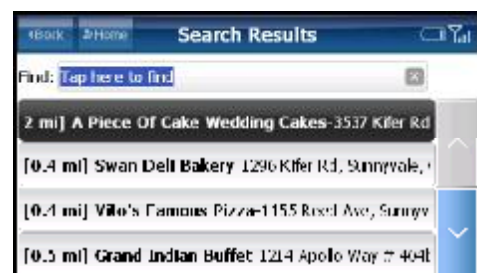 Back Home Search Results
Find: Tap here to find
2 mi] A Piece Of Cake Wedding Cakes-3537 Kifer Rd
[0.4 mi] Swan Deli Bakery 1296 Kifer Rd, Sunnyvale,
[0.4 mi] Vito's Famous Pizza-1155 Reed Ave, Sunnyv
[0.5 mi] Grand Indian Buffet 1214 Apollo Way # 404B